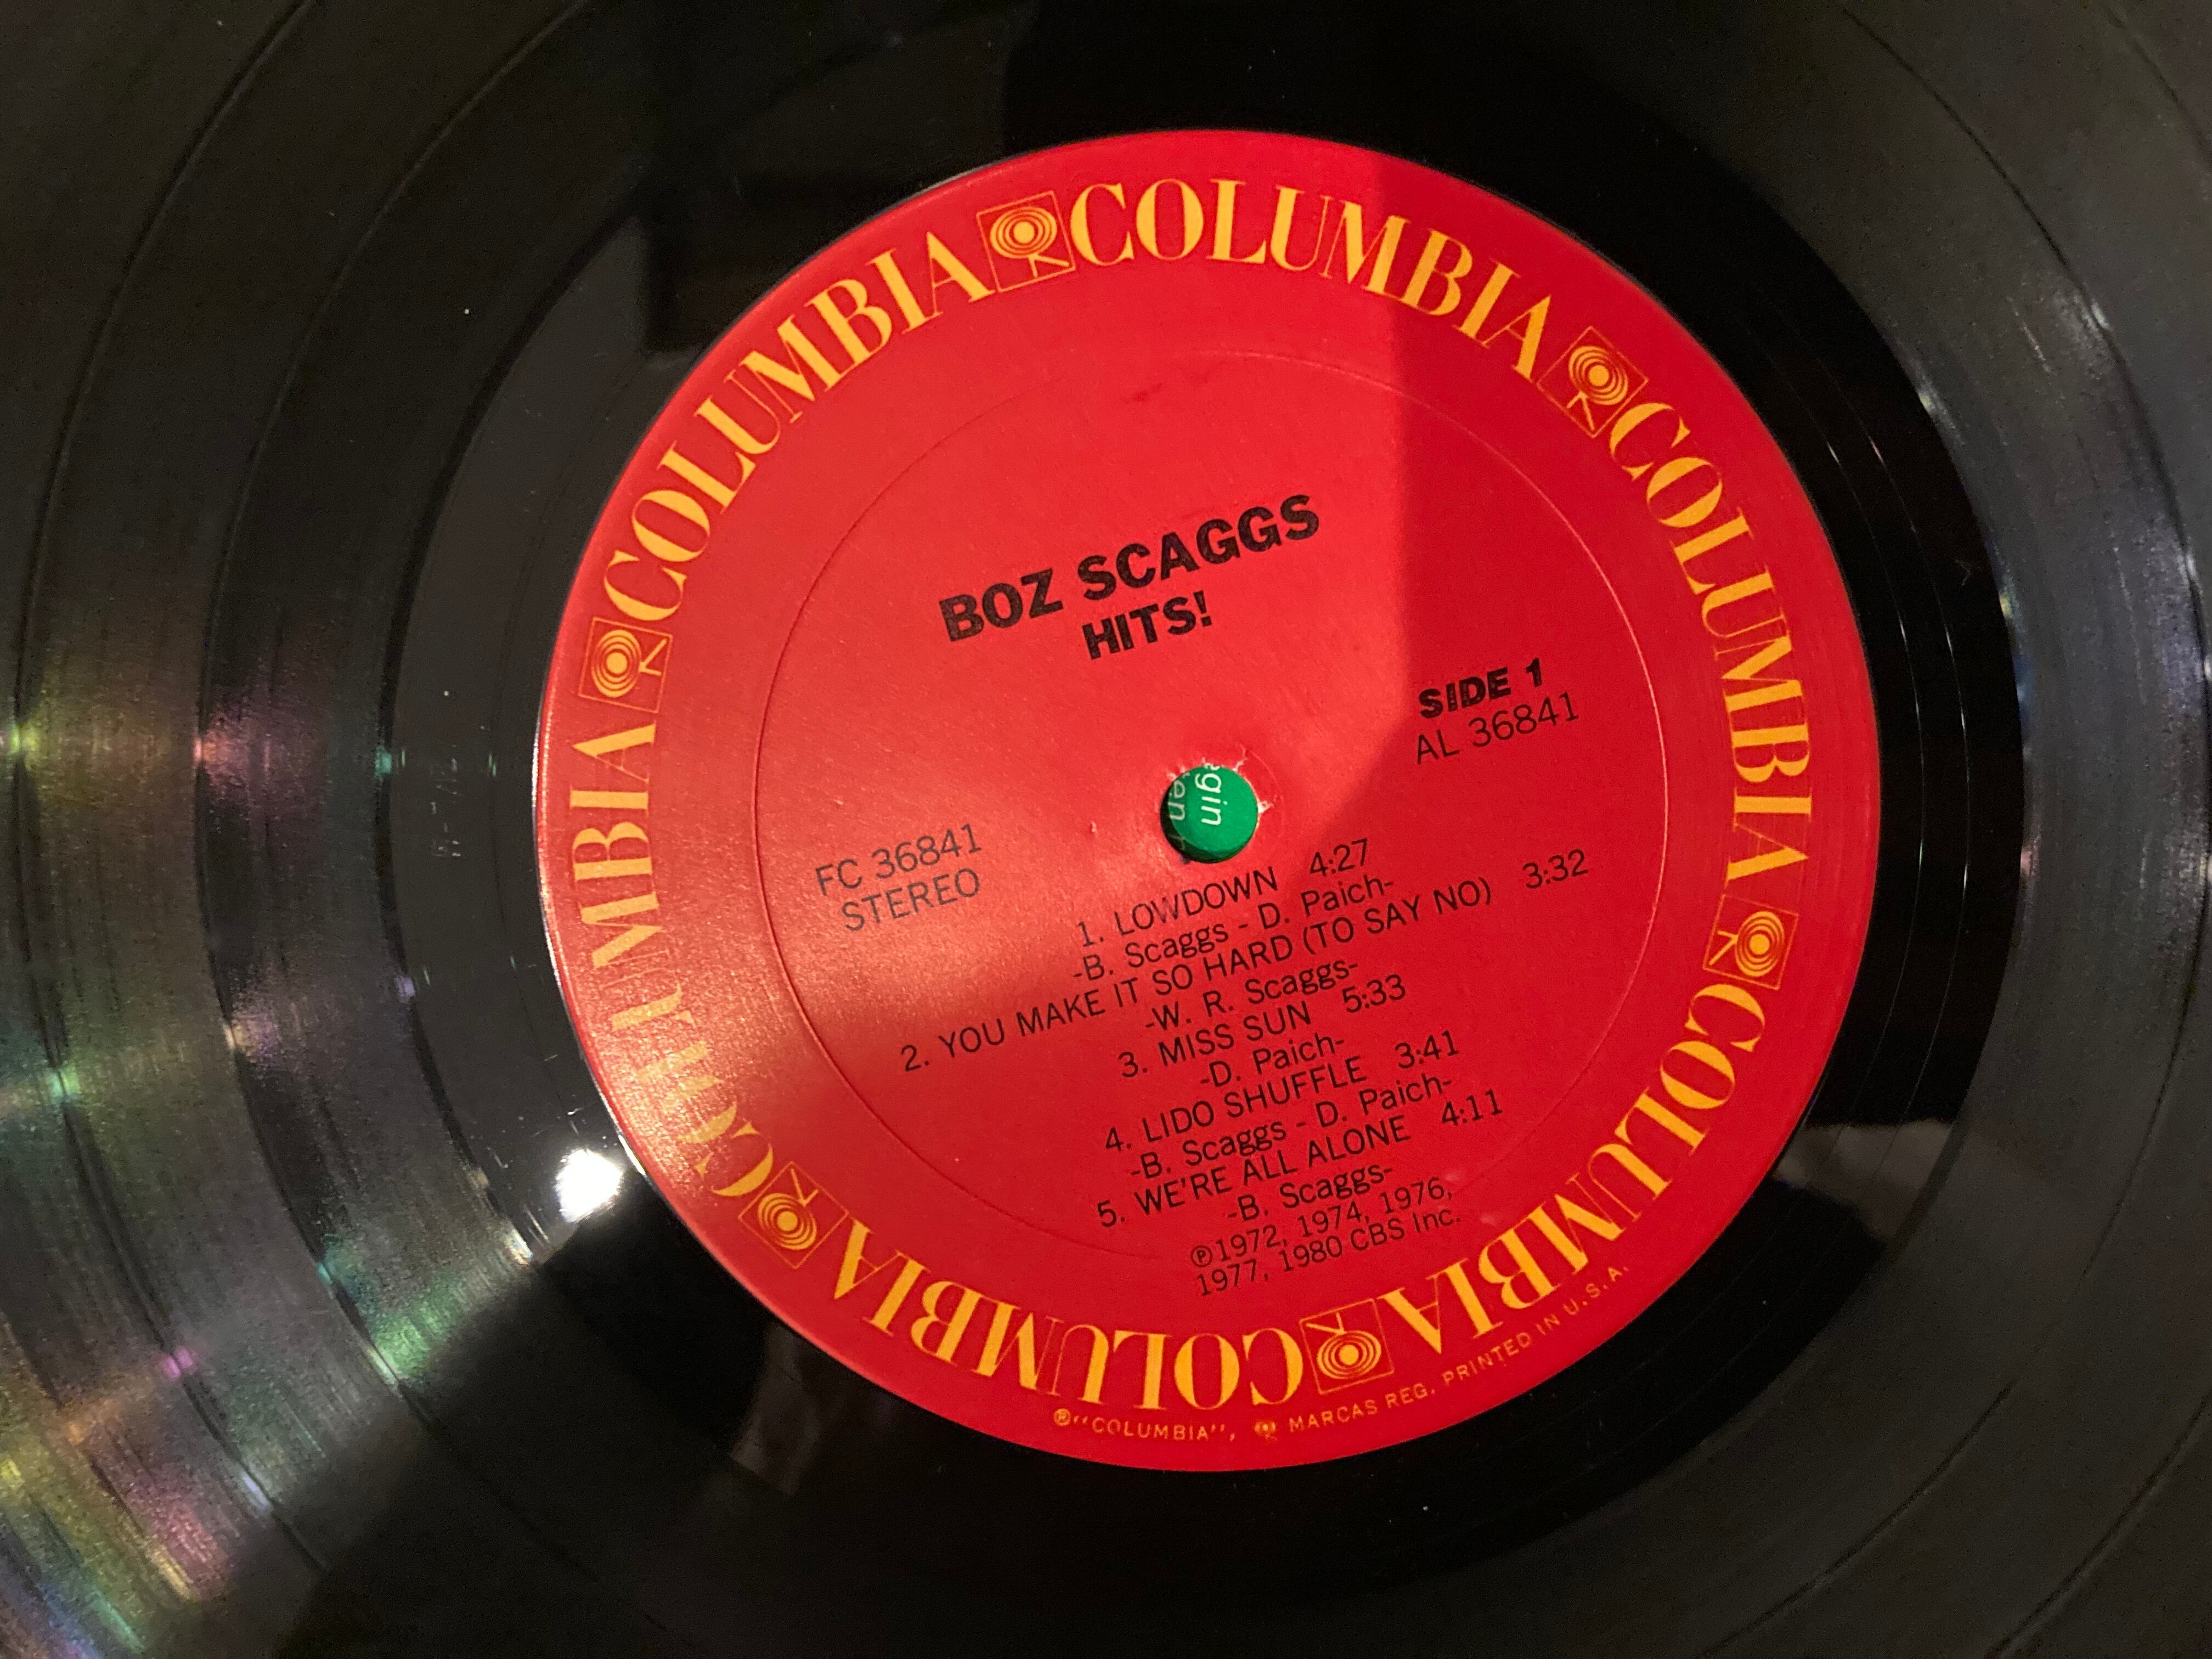 COLUMBIA COLUMBIA COLUMBIA COLUMBIA COLUMBIA COLUMBIA
BOZ SCAGGS
HITS!
SIDE 1
AL 36841
egin
FC 36841
STEREO
1. LOWDOWN 4:27
-B. Scaggs - D. Paich-
2. YOU MAKE IT SO HARD (TO SAY NO) 3:32
-W. R. Scaggs-
3. MISS SUN 5:33
-D. Paich-
4. LIDO SHUFFLE 3:41
-B. Scaggs - D. Paich-
5. WE'RE ALL ALONE 4:11
-B. Scaggs-
℗1972, 1974, 1976,
1977, 1980 CBS Inc.
®"COLUMBIA", MARCAS REG. PRINTED IN U.S.A.